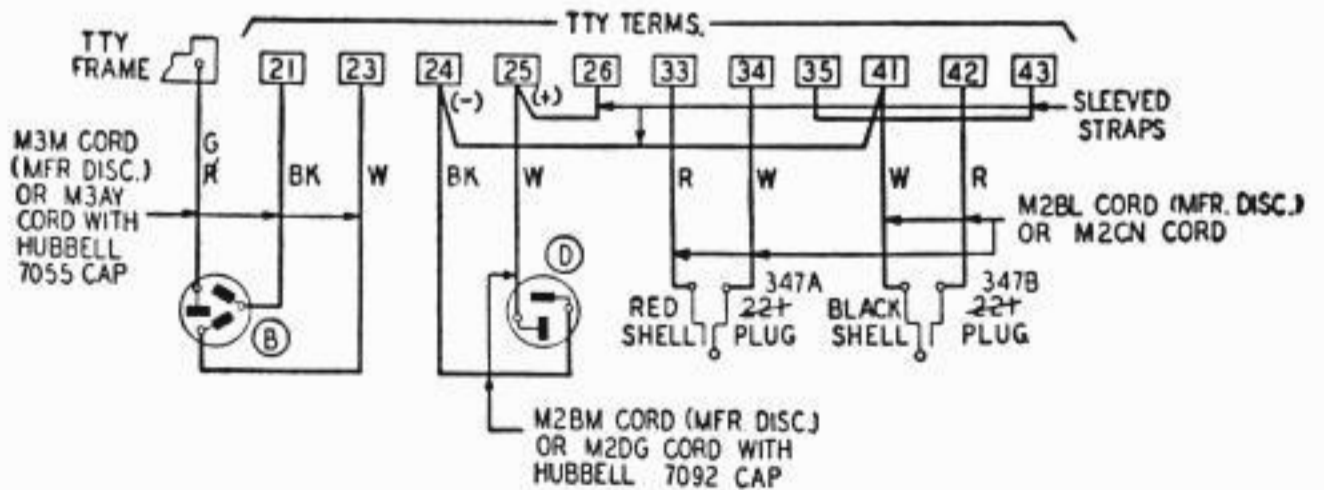 TTY TERMS.
TTY
FRAME
21
23
24
25
26
33
34
35
41
42
43
(-)
(+)
SLEEVED
STRAPS
M3M CORD
(MFR DISC.)
OR M3AY
CORD WITH
HUBBELL
7055 CAP
G
R
BK
W
BK
W
R
W
W
R
M2BL CORD (MFR. DISC.)
OR M2CN CORD
B
D
RED
SHELL
347A
221
PLUG
BLACK
SHELL
347B
221
PLUG
M2BM CORD (MFR. DISC.)
OR M2DG CORD WITH
HUBBELL 7092 CAP